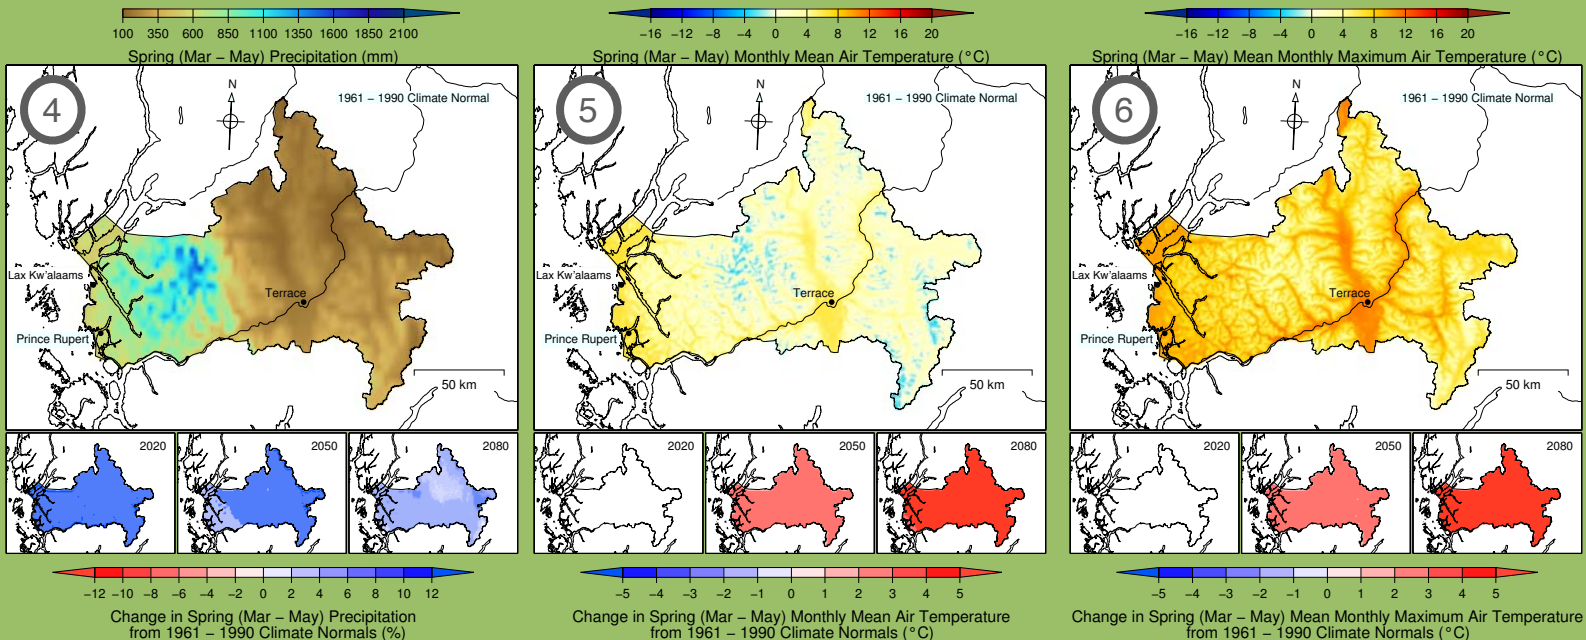 100 350 600 850 1100 1350 1600 1850 2100
Spring (Mar – May) Precipitation (mm)
4
N
1961 – 1990 Climate Normal
Lax Kw'alaams
Terrace
Prince Rupert
50 km
2020
2050
2080
−12 −10 −8 −6 −4 −2 0 2 4 6 8 10 12
Change in Spring (Mar – May) Precipitation
from 1961 – 1990 Climate Normals (%)
−16 −12 −8 −4 0 4 8 12 16 20
Spring (Mar – May) Monthly Mean Air Temperature (°C)
5
N
1961 – 1990 Climate Normal
Lax Kw'alaams
Terrace
Prince Rupert
50 km
2020
2050
2080
−5 −4 −3 −2 −1 0 1 2 3 4 5
Change in Spring (Mar – May) Monthly Mean Air Temperature
from 1961 – 1990 Climate Normals (°C)
−16 −12 −8 −4 0 4 8 12 16 20
Spring (Mar – May) Mean Monthly Maximum Air Temperature (°C)
6
N
1961 – 1990 Climate Normal
Lax Kw'alaams
Terrace
Prince Rupert
50 km
2020
2050
2080
−5 −4 −3 −2 −1 0 1 2 3 4 5
Change in Spring (Mar – May) Mean Monthly Maximum Air Temperature
from 1961 – 1990 Climate Normals (°C)